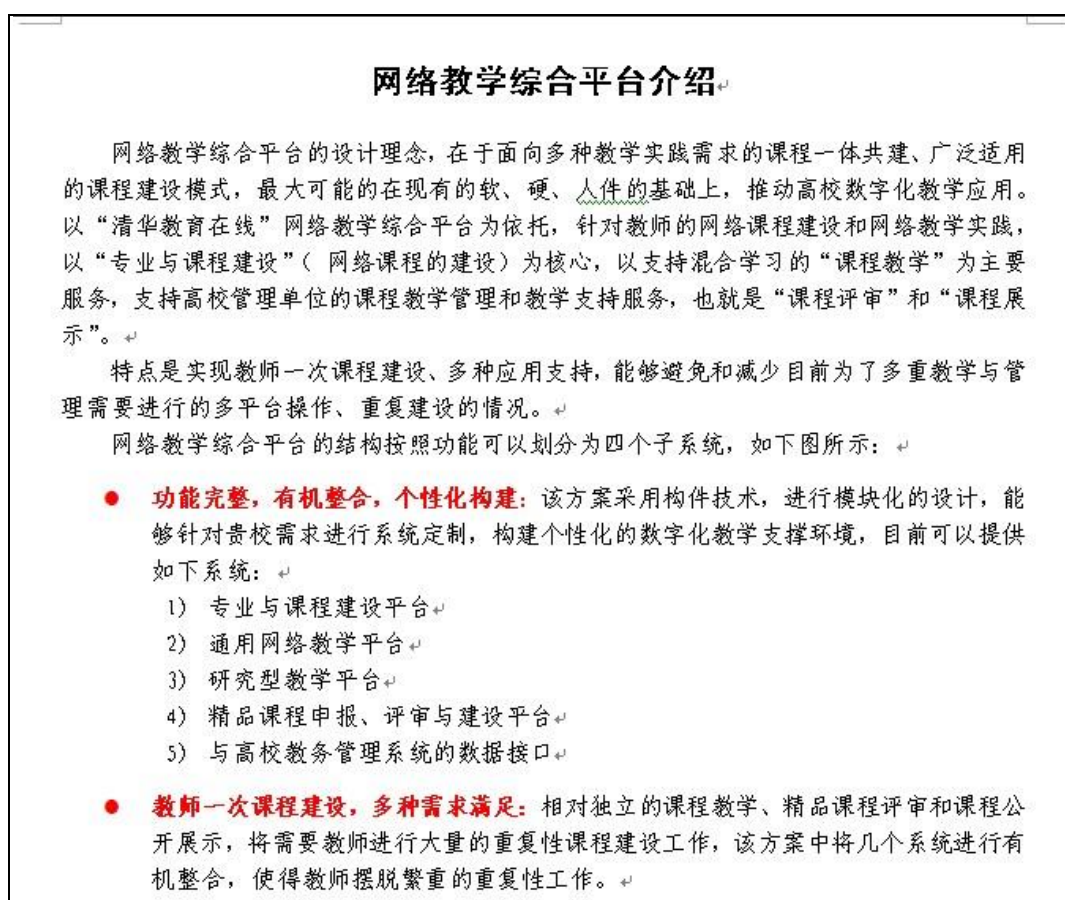 网络教学综合平台介绍
网络教学综合平台的设计理念，在于面向多种教学实践需求的课程一体共建、广泛适用
的课程建设模式，最大可能的在现有的软、硬、人件的基础上，推动高校数字化教学应用。
以“清华教育在线”网络教学综合平台为依托，针对教师的网络课程建设和网络教学实践，
以“专业与课程建设”（ 网络课程的建设）为核心，以支持混合学习的“课程教学”为主要
服务，支持高校管理单位的课程教学管理和教学支持服务，也就是“课程评审”和“课程展
示”。
特点是实现教师一次课程建设、多种应用支持，能够避免和减少目前为了多重教学与管
理需要进行的多平台操作、重复建设的情况。
网络教学综合平台的结构按照功能可以划分为四个子系统，如下图所示：
● 功能完整，有机整合，个性化构建：该方案采用构件技术，进行模块化的设计，能
够针对贵校需求进行系统定制，构建个性化的数字化教学支撑环境，目前可以提供
如下系统：
1) 专业与课程建设平台
2) 通用网络教学平台
3) 研究型教学平台
4) 精品课程申报、评审与建设平台
5) 与高校教务管理系统的数据接口
● 教师一次课程建设，多种需求满足：相对独立的课程教学、精品课程评审和课程公
开展示，将需要教师进行大量的重复性课程建设工作，该方案中将几个系统进行有
机整合，使得教师摆脱繁重的重复性工作。